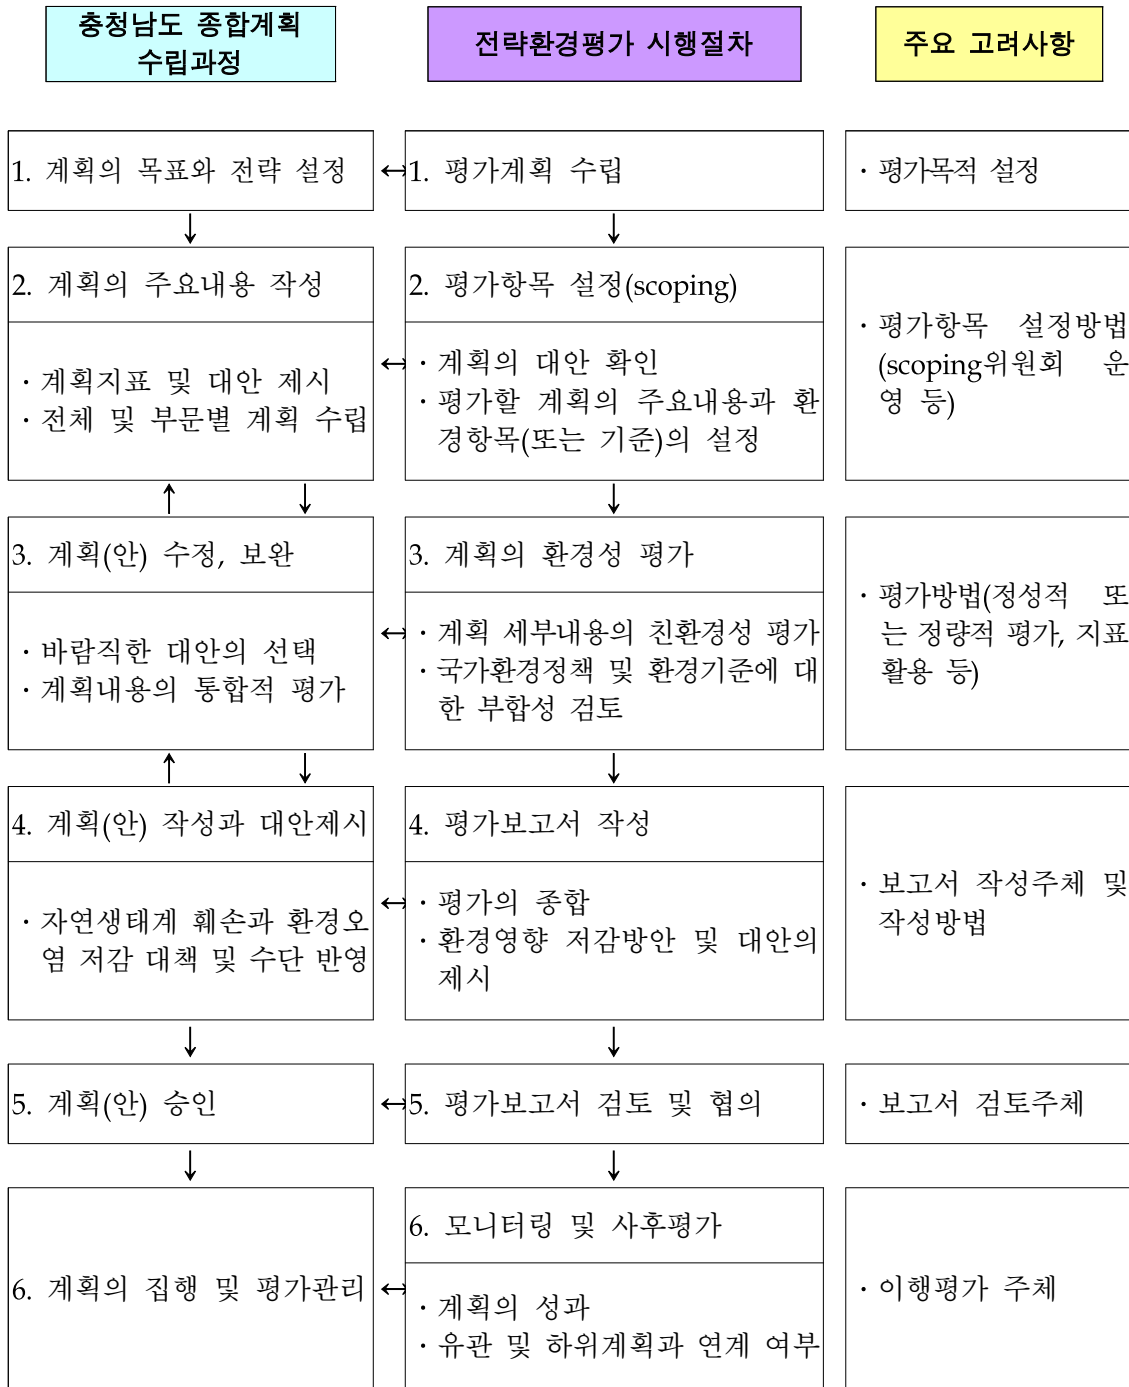 충청남도 종합계획
수립과정
전략환경평가 시행절차
주요 고려사항
1. 계획의 목표와 전략 설정
1. 평가계획 수립
· 평가목적 설정
2. 계획의 주요내용 작성
· 계획지표 및 대안 제시
· 전체 및 부문별 계획 수립
2. 평가항목 설정(scoping)
· 계획의 대안 확인
· 평가할 계획의 주요내용과 환
경항목(또는 기준)의 설정
· 평가항목 설정방법
(scoping위원회 운
영 등)
3. 계획(안) 수정, 보완
· 바람직한 대안의 선택
· 계획내용의 통합적 평가
3. 계획의 환경성 평가
· 계획 세부내용의 친환경성 평가
· 국가환경정책 및 환경기준에 대
한 부합성 검토
· 평가방법(정성적 또
는 정량적 평가, 지표
활용 등)
4. 계획(안) 작성과 대안제시
· 자연생태계 훼손과 환경오
염 저감 대책 및 수단 반영
4. 평가보고서 작성
· 평가의 종합
· 환경영향 저감방안 및 대안의
제시
· 보고서 작성주체 및
작성방법
5. 계획(안) 승인
5. 평가보고서 검토 및 협의
· 보고서 검토주체
6. 계획의 집행 및 평가관리
6. 모니터링 및 사후평가
· 계획의 성과
· 유관 및 하위계획과 연계 여부
· 이행평가 주체